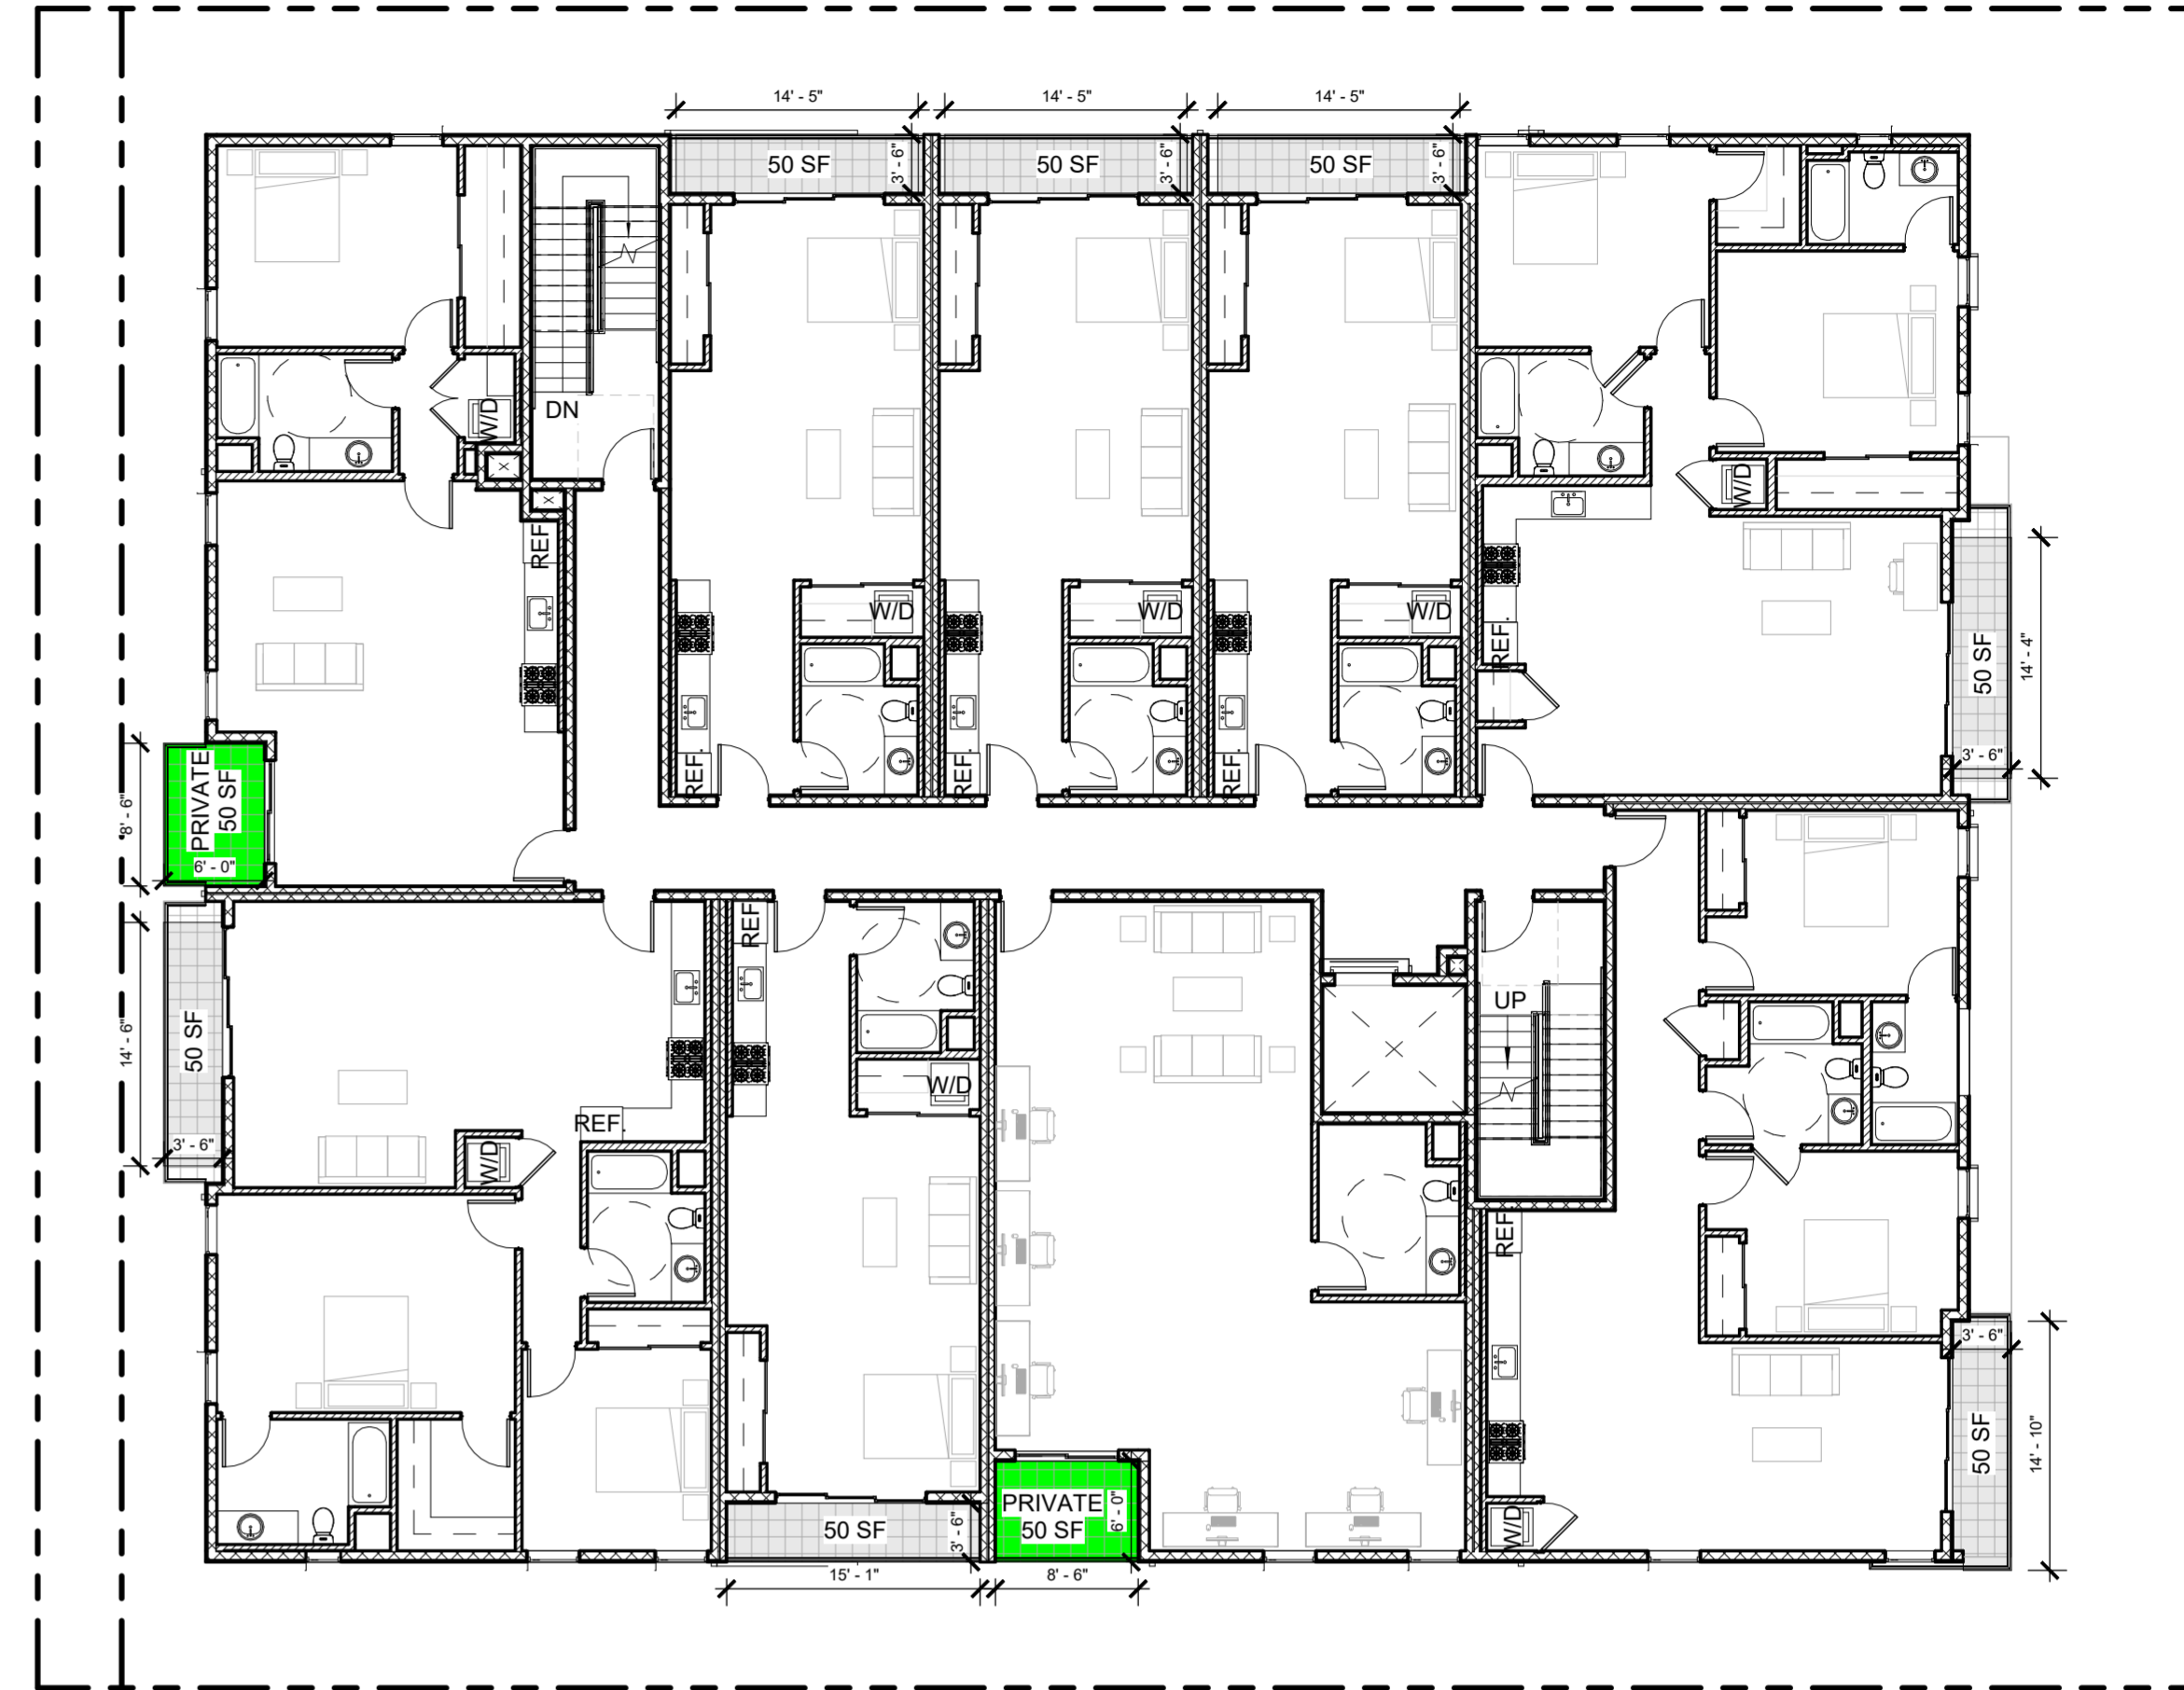 14' - 5"
14' - 5"
14' - 5"
50 SF
3' - 6"
50 SF
3' - 6"
50 SF
3' - 6"
DN
W/D
X
X
W/D
REF.
W/D
W/D
W/D
REF.
50 SF
14' - 4"
3' - 6"
REF.
REF.
REF.
PRIVATE
50 SF
8' - 6"
6' - 0"
REF.
50 SF
14' - 6"
3' - 6"
UP
W/D
REF.
W/D
REF.
3' - 6"
50 SF
14' - 10"
50 SF
3' - 6"
PRIVATE
50 SF
6' - 0"
W/D
15' - 1"
8' - 6"